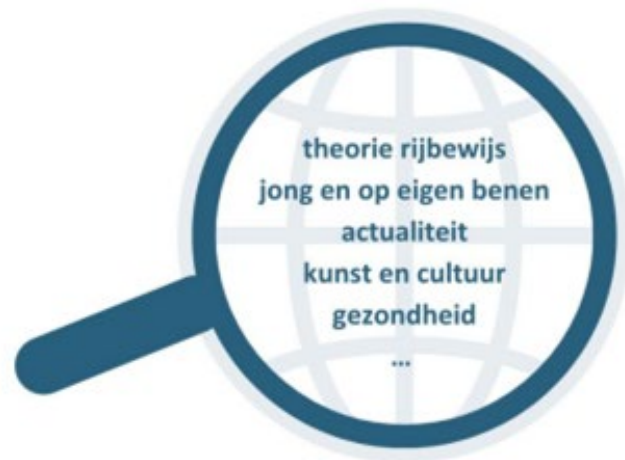 theorie rijbewijs
jong en op eigen benen
actualiteit
kunst en cultuur
gezondheid
...